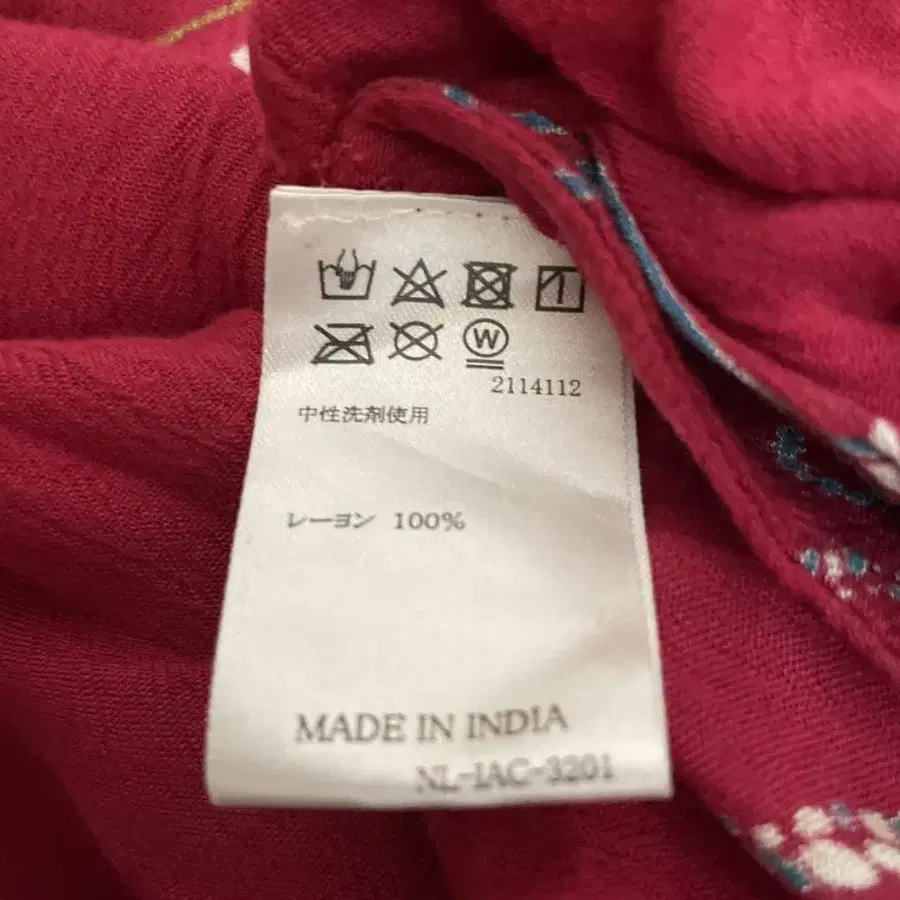 W
2114112
中性洗剤使用
レーヨン 100%
MADE IN INDIA
NL-IAC-3201